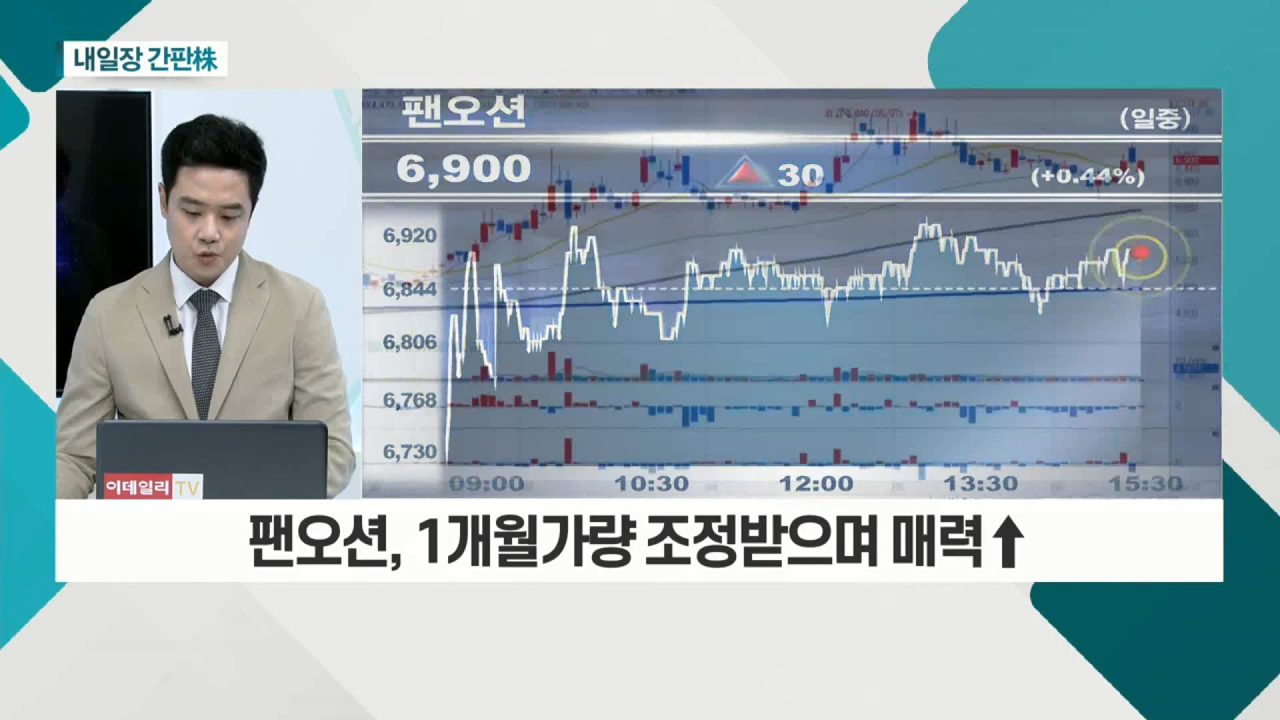 내일장 간판株
팬오션
(일중)
6,900
30
(+0.44%)
6,920
6,844
6,806
6,768
6,730
09:00
10:30
12:00
13:30
15:30
이데일리 TV
팬오션, 1개월가량 조정받으며 매력↑